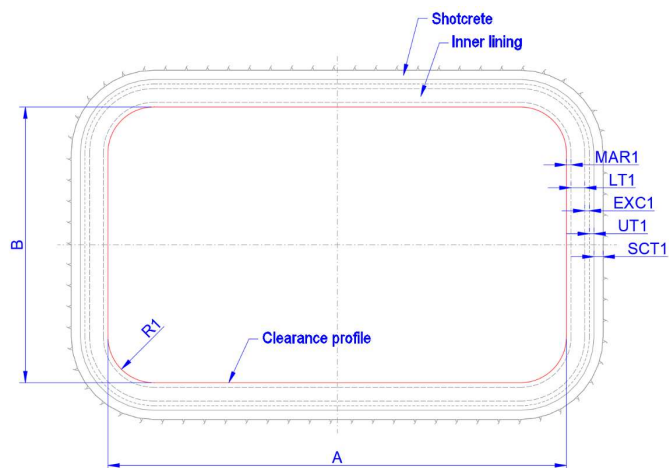 Shotcrete
Inner lining
MAR1
LT1
EXC1
UT1
SCT1
B
R1
Clearance profile
A